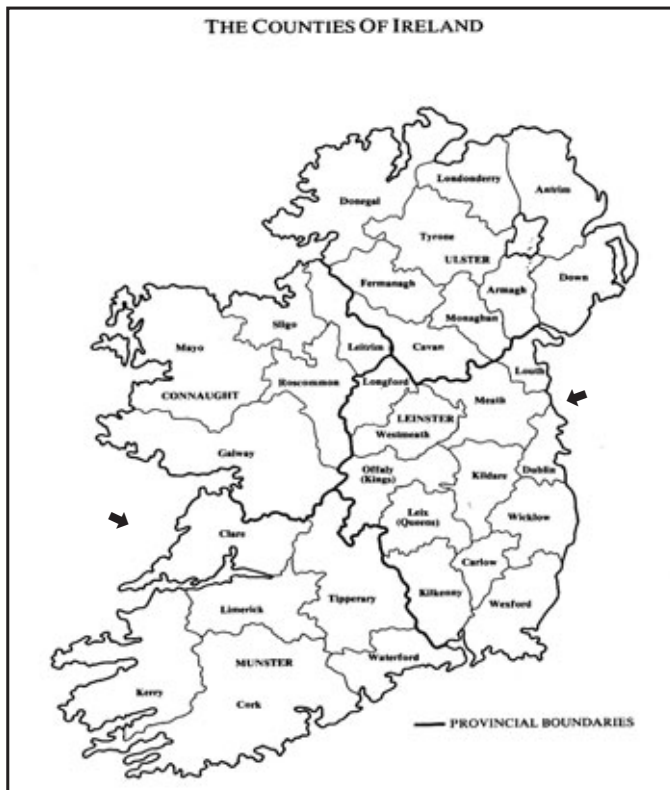 THE COUNTIES OF IRELAND
Londonderry
Antrim
Donegal
Tyrone
ULSTER
Down
Fermanagh
Armagh
Monaghan
Sligo
Cavan
Mayo
Leitrim
Louth
Longford
Roscommon
CONNAUGHT
Meath
LEINSTER
Westmeath
Galway
Offaly
(Kings)
Kildare
Dublin
Leix
(Queens)
Wicklow
Clare
Carlow
Kilkenny
Tipperary
Wexford
Limerick
Waterford
MUNSTER
Kerey
Cork
PROVINCIAL BOUNDARIES